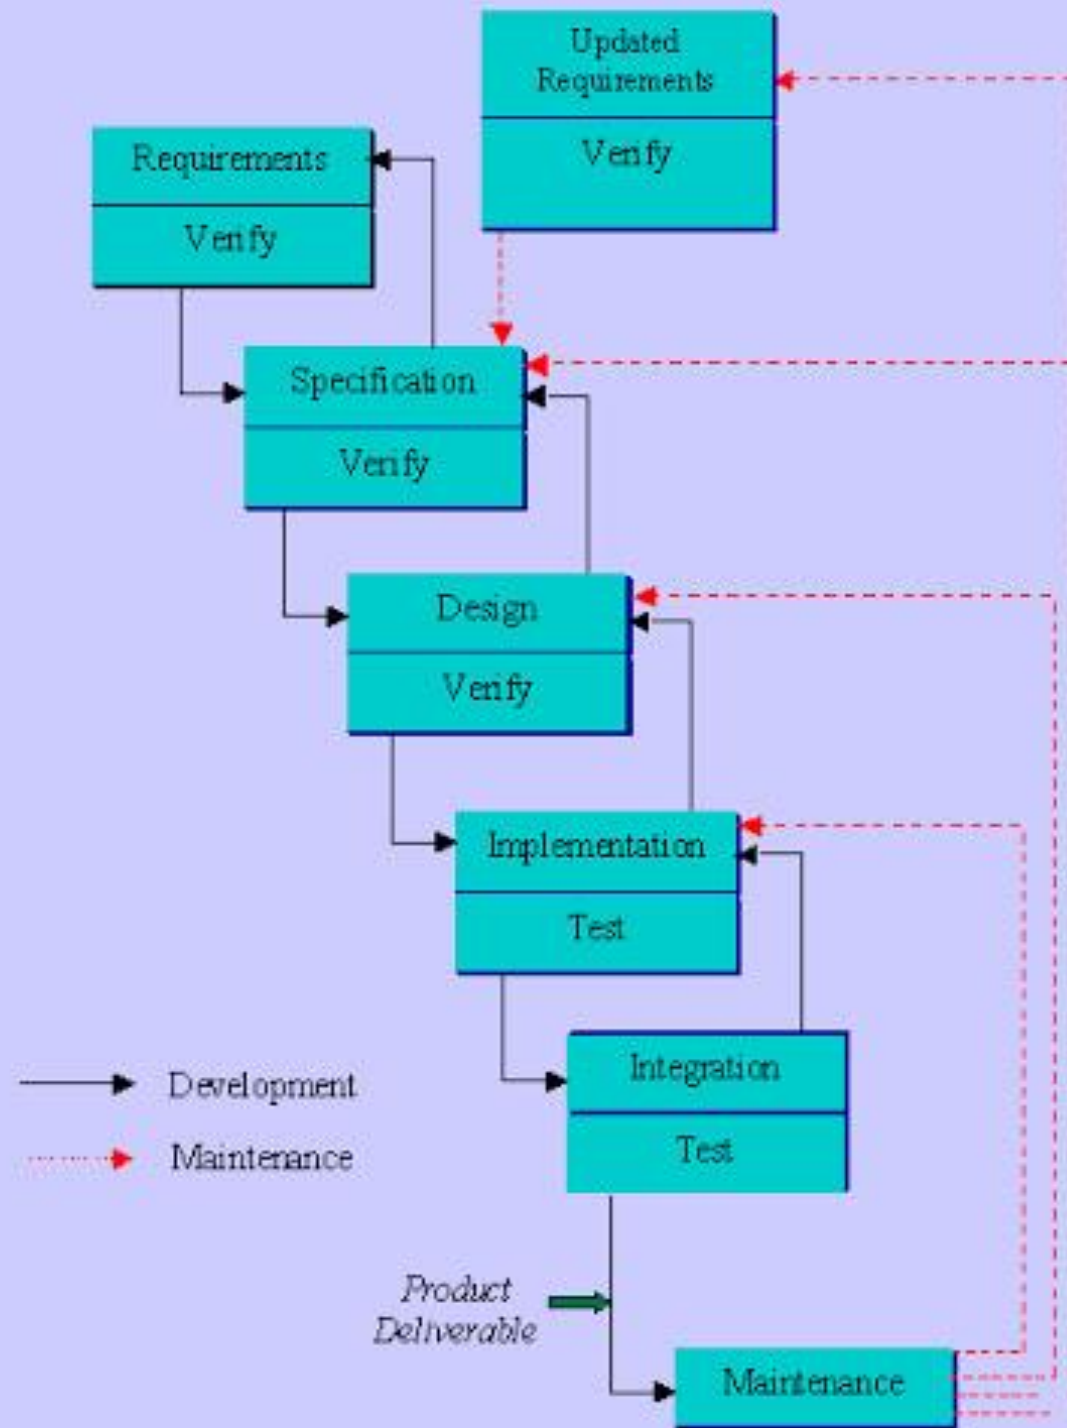 Updated
Requirements
Verify
Requirements
Verify
Specification
Verify
Design
Verify
Implementation
Test
Integration
Test
Development
Maintenance
Product
Deliverable
Maintenance